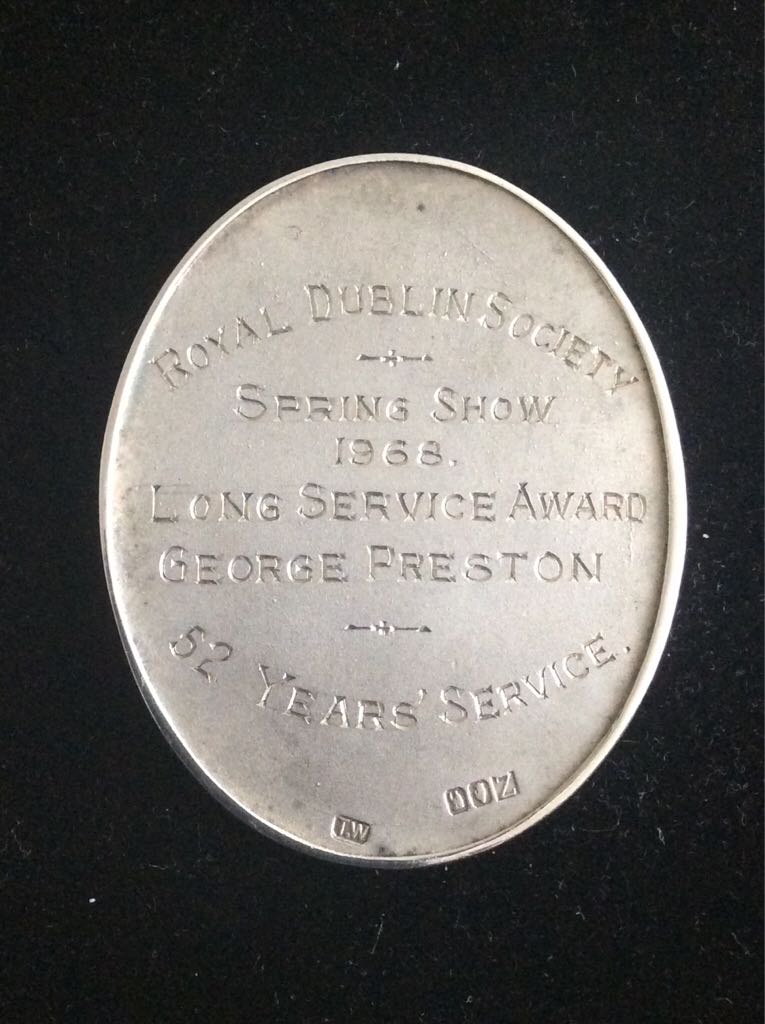 ROYAL DUBLIN SOCIETY
SPRING SHOW
1968.
LONG SERVICE AWARD
GEORGE PRESTON
52 YEARS' SERVICE.